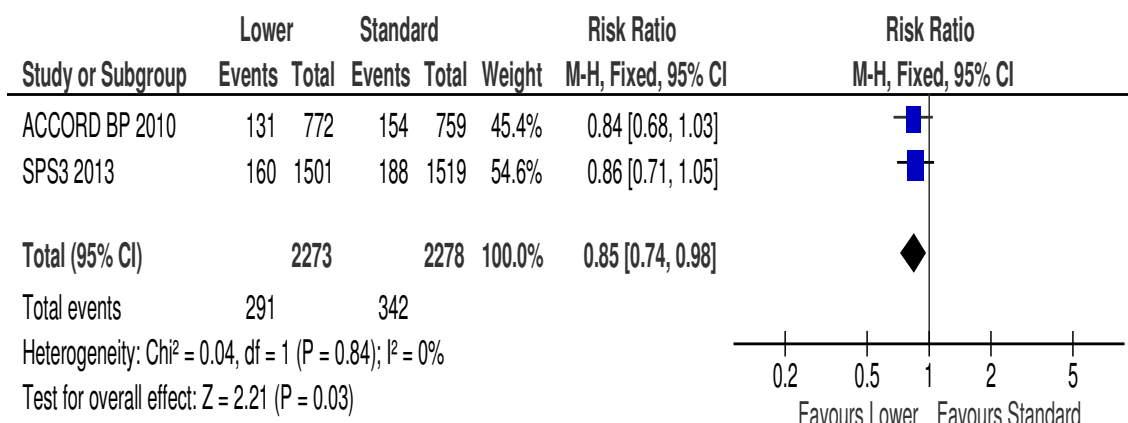 Lower Standard Risk Ratio Risk Ratio
Study or Subgroup Events Total Events Total Weight M-H, Fixed, 95% CI M-H, Fixed, 95% CI
ACCORD BP 2010 131 772 154 759 45.4% 0.84 [0.68, 1.03]
SPS3 2013 160 1501 188 1519 54.6% 0.86 [0.71, 1.05]
Total (95% CI) 2273 2278 100.0% 0.85 [0.74, 0.98]
Total events 291 342
Heterogeneity: Chi² = 0.04, df = 1 (P = 0.84); I² = 0%
Test for overall effect: Z = 2.21 (P = 0.03)
0.2 0.5 1 2 5
Favours Lower Favours Standard